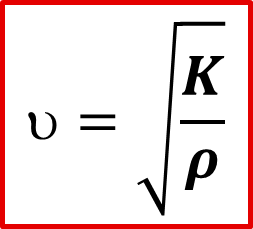 υ = √(K/ρ)